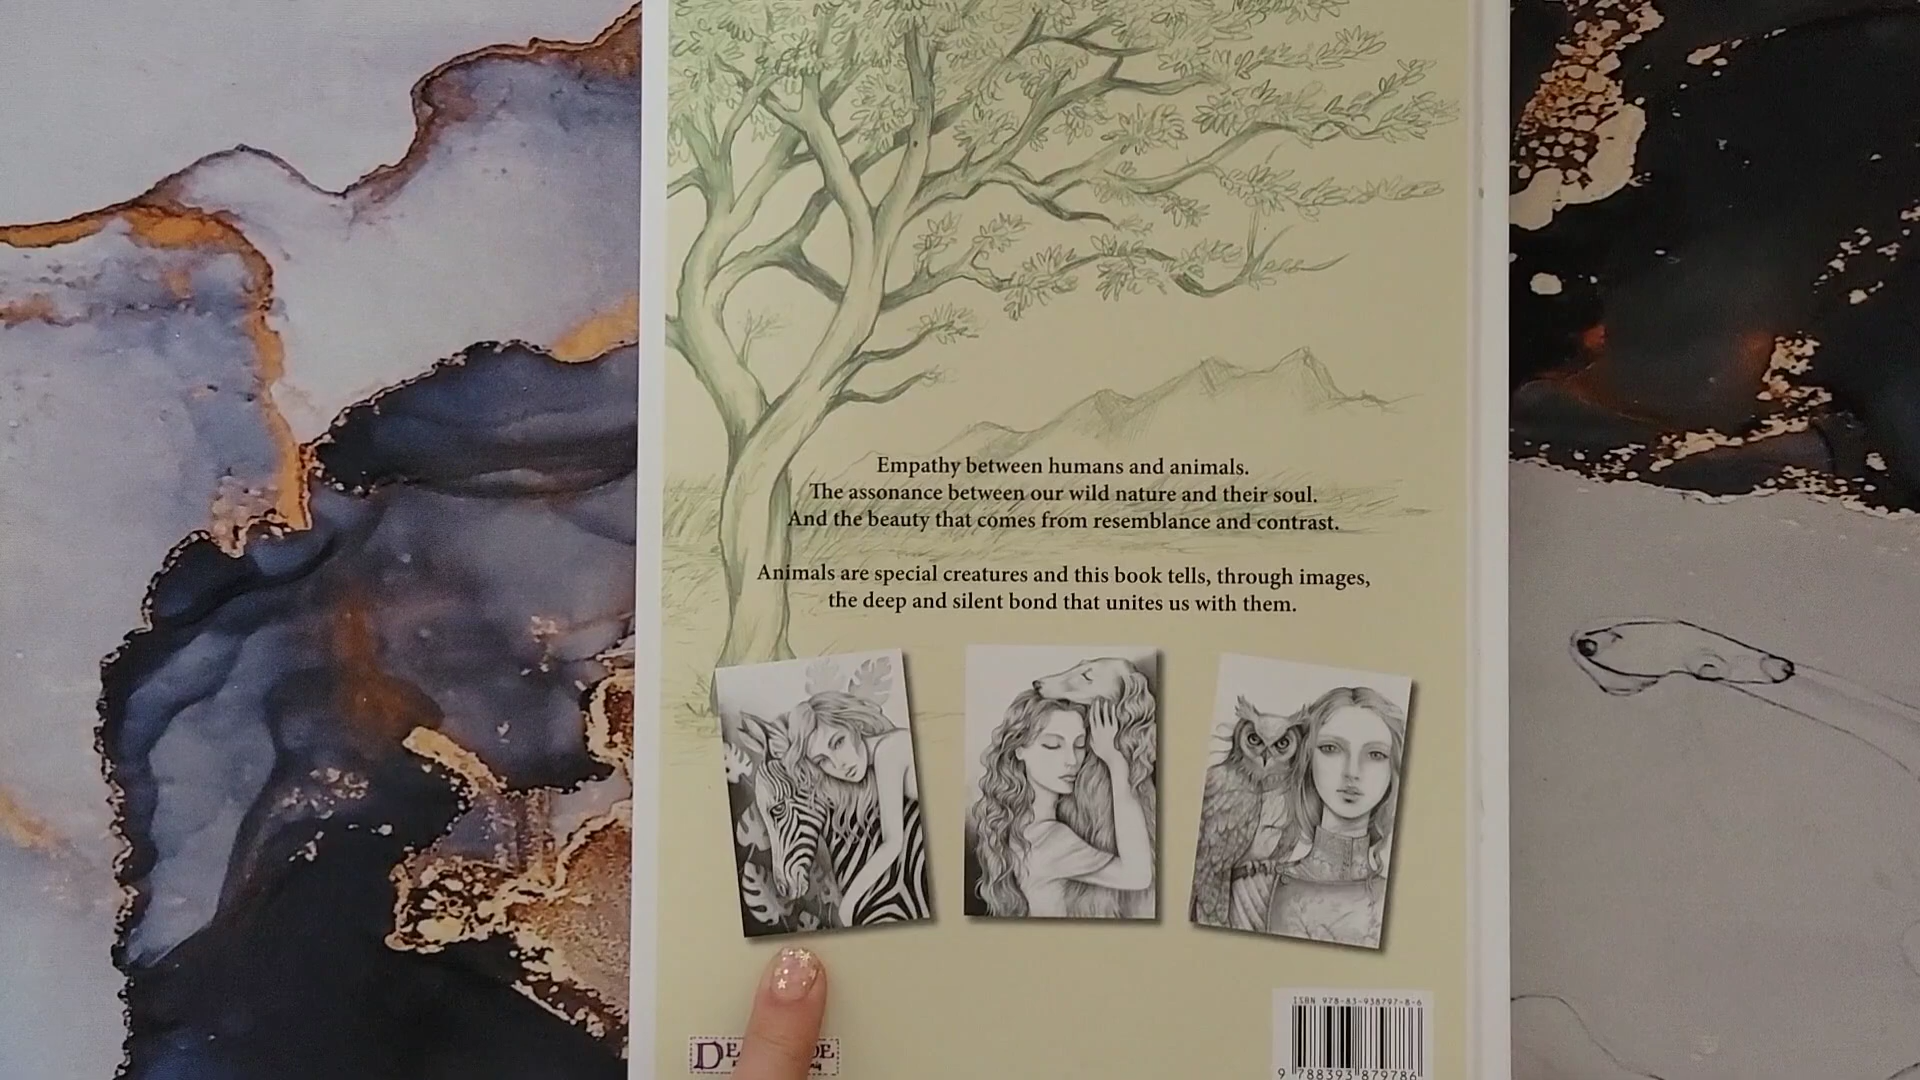 Empathy between humans and animals.
The assonance between our wild nature and their soul.
And the beauty that comes from resemblance and contrast.
Animals are special creatures and this book tells, through images,
the deep and silent bond that unites us with them.
ISBN 978-83-938797-8-6
9 788393 879786